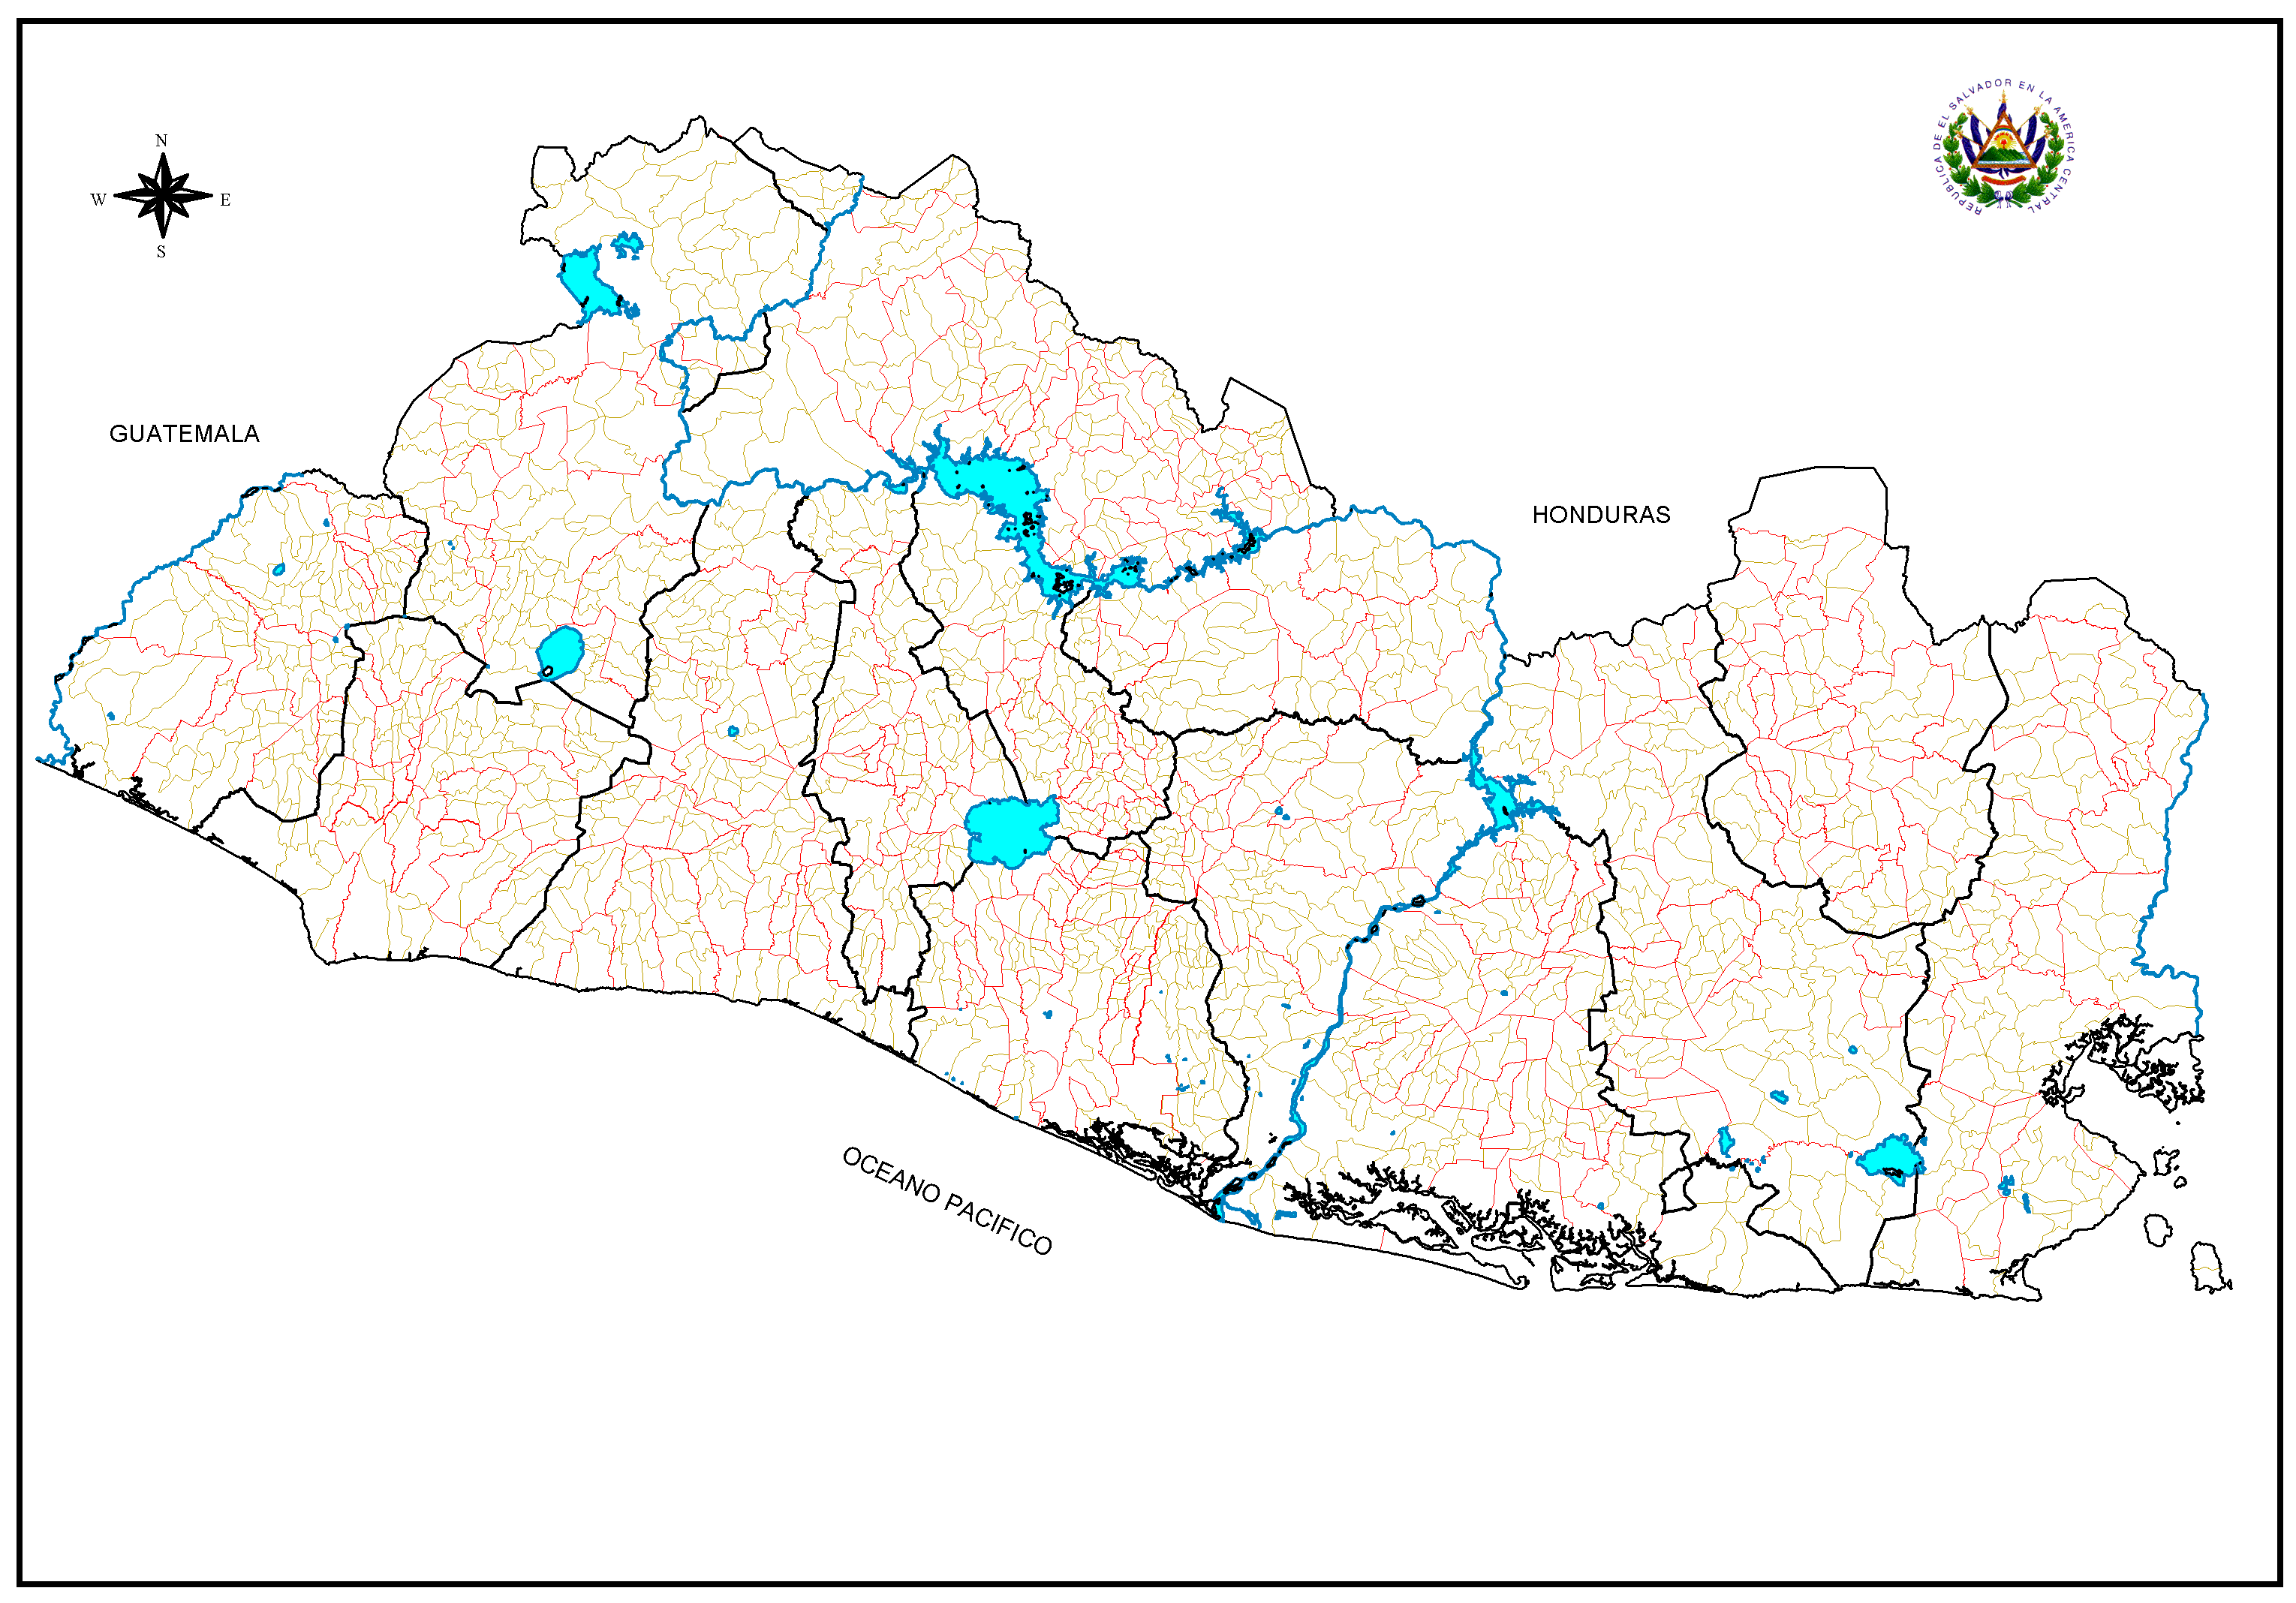 REPUBLICA DE EL SALVADOR EN LA AMERICA CENTRAL
N
W
E
S
GUATEMALA
HONDURAS
OCEANO PACIFICO